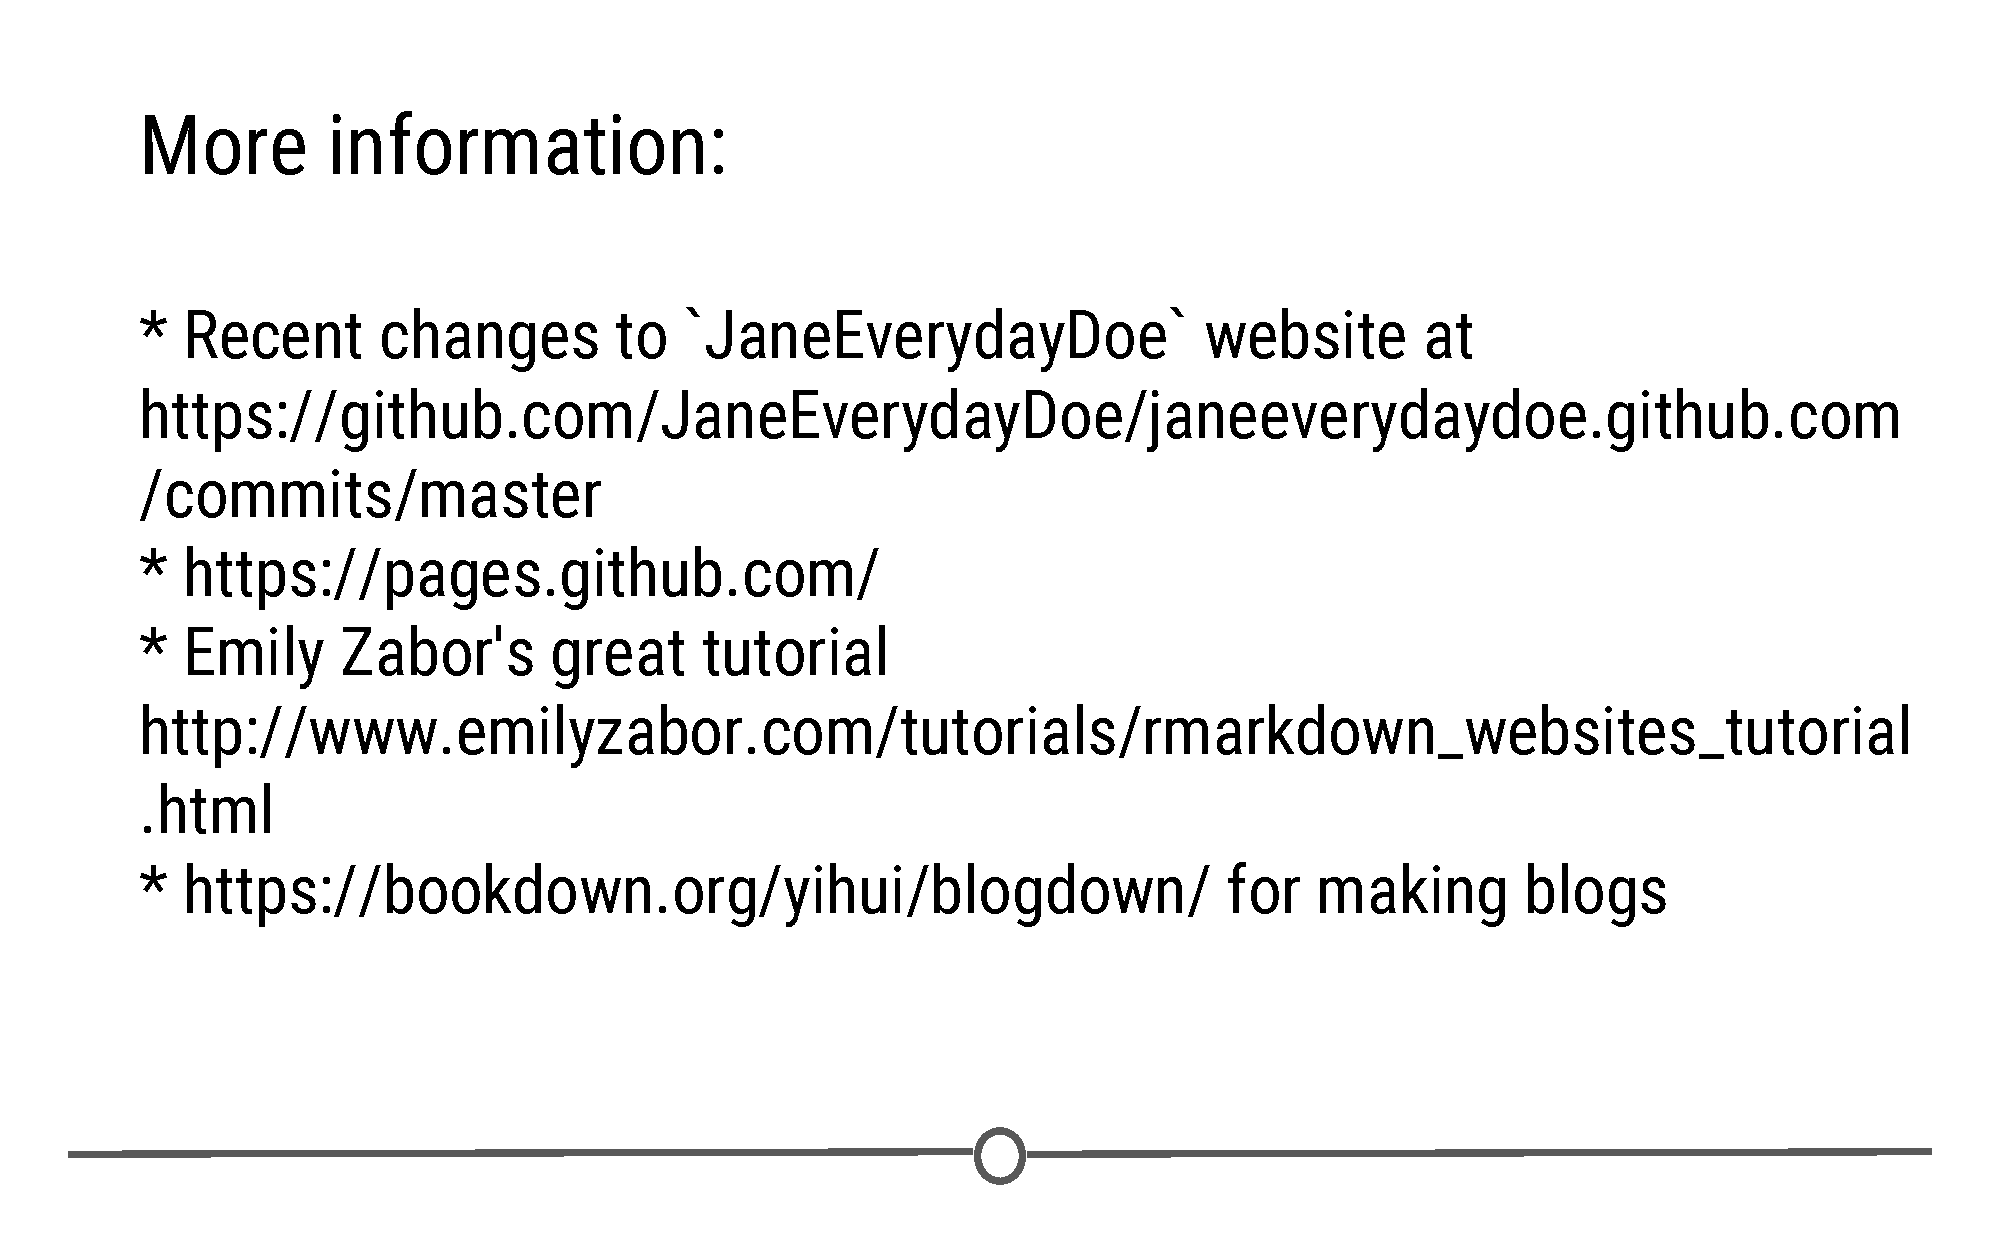 More information:
* Recent changes to `JaneEverydayDoe` website at
https://github.com/JaneEverydayDoe/janeeverydaydoe.github.com
/commits/master
* https://pages.github.com/
* Emily Zabor's great tutorial
http://www.emilyzabor.com/tutorials/rmarkdown_websites_tutorial
.html
* https://bookdown.org/yihui/blogdown/ for making blogs